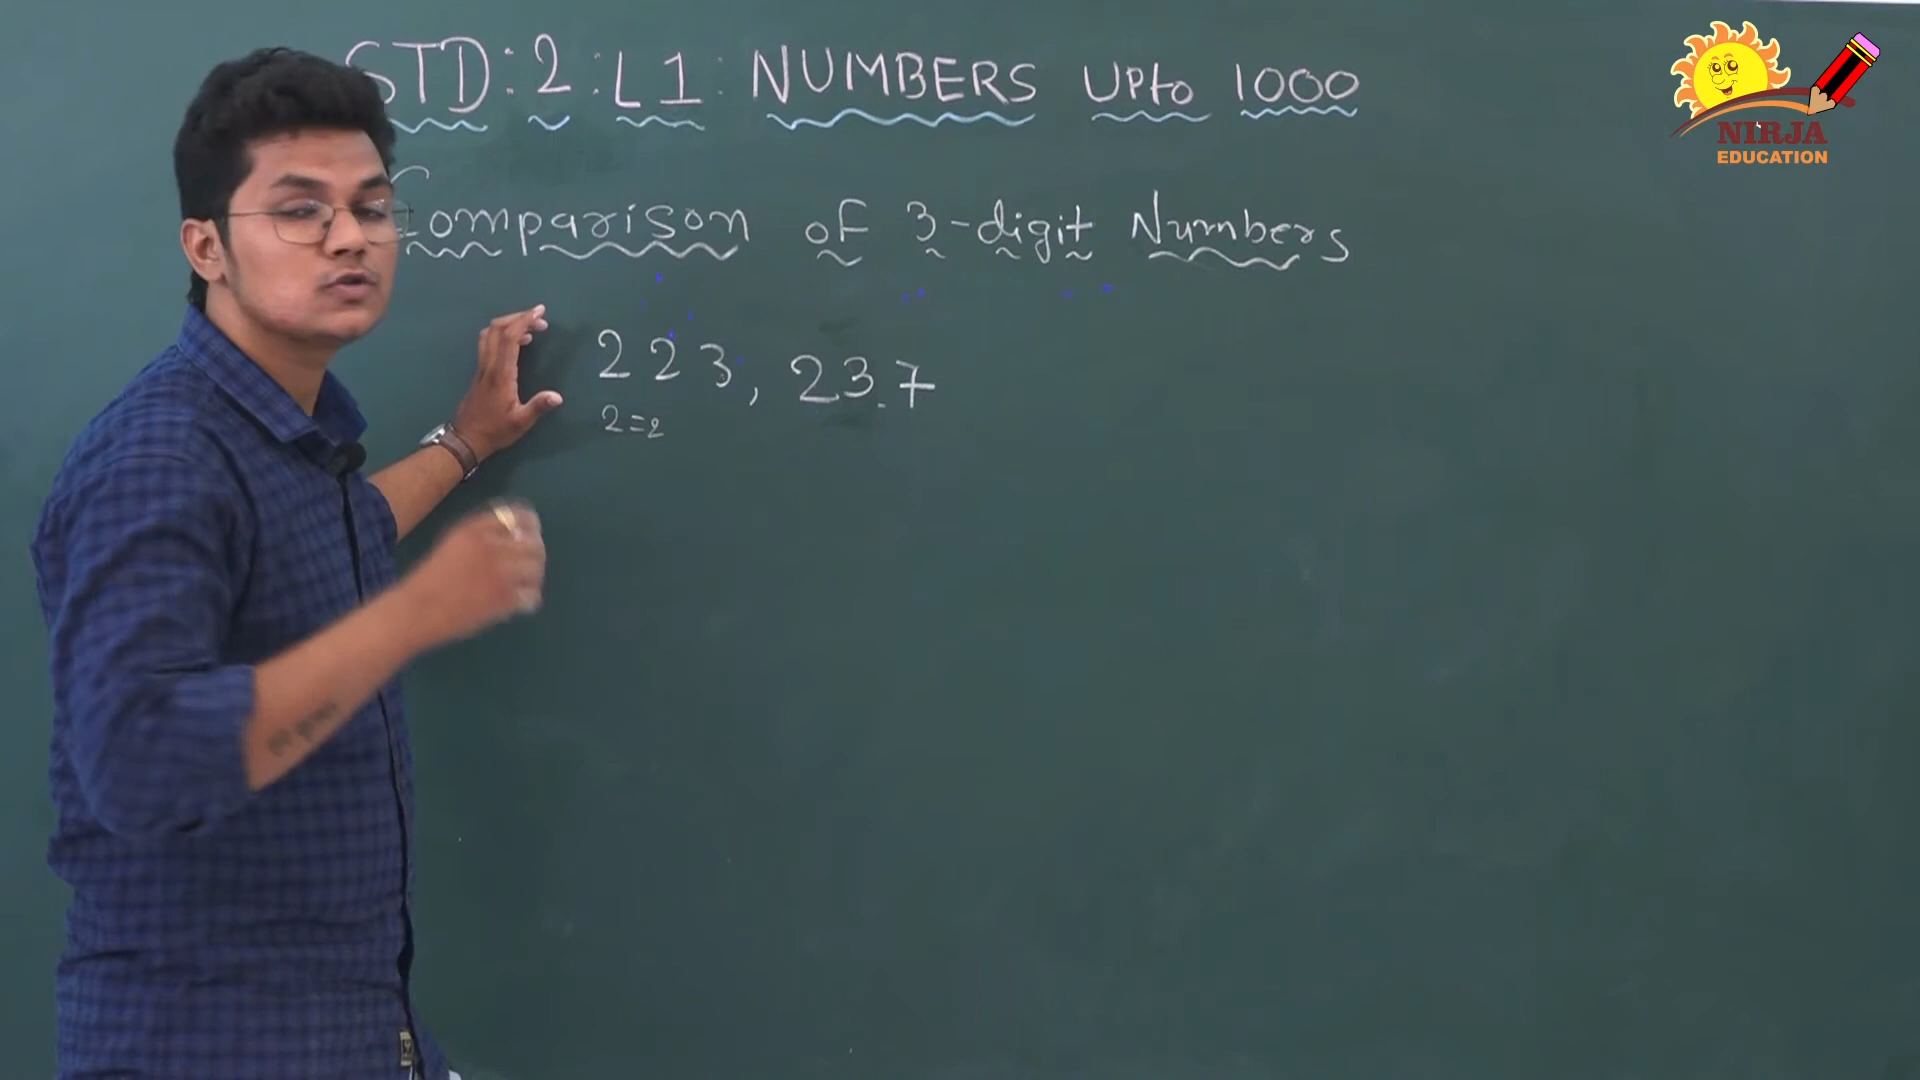 STD: 2: L1: NUMBERS Upto 1000
Comparison of 3-digit Numbers
223, 237
2=2
NIRJA
EDUCATION